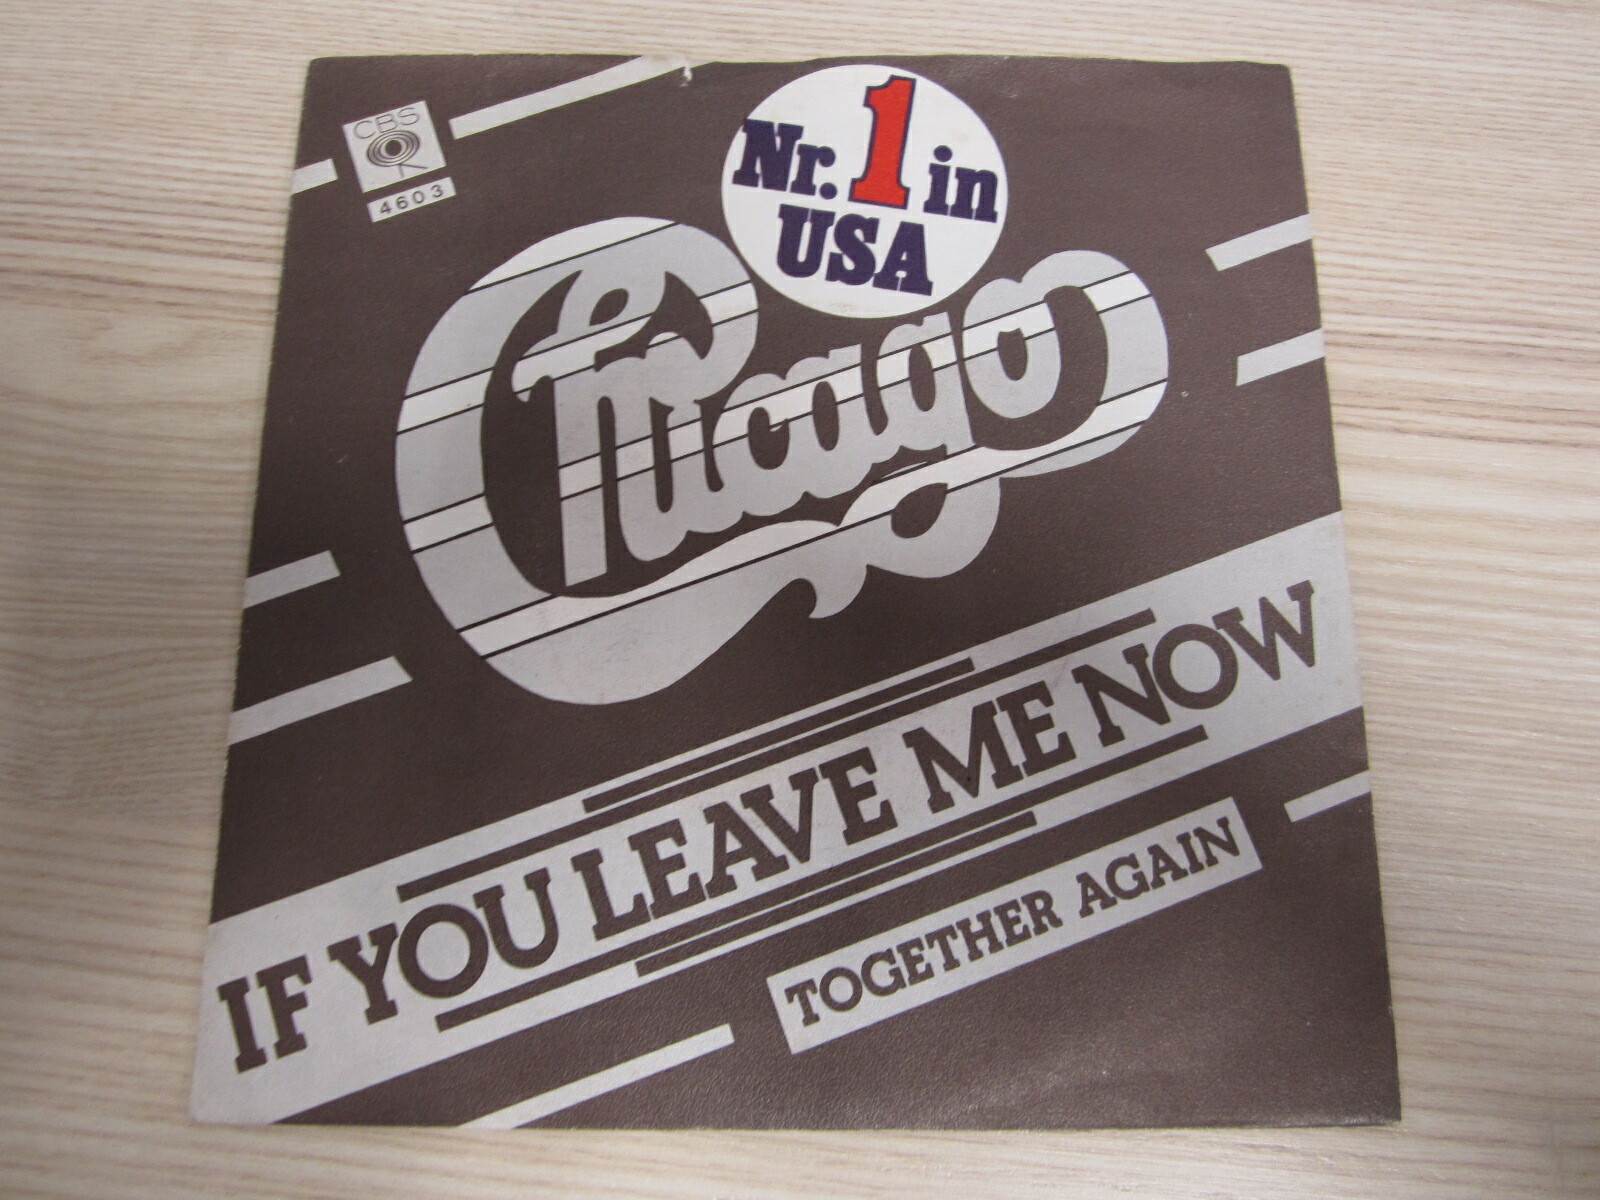 CBS
4603
Nr. 1 in
USA
Chicago
IF YOU LEAVE ME NOW
TOGETHER AGAIN